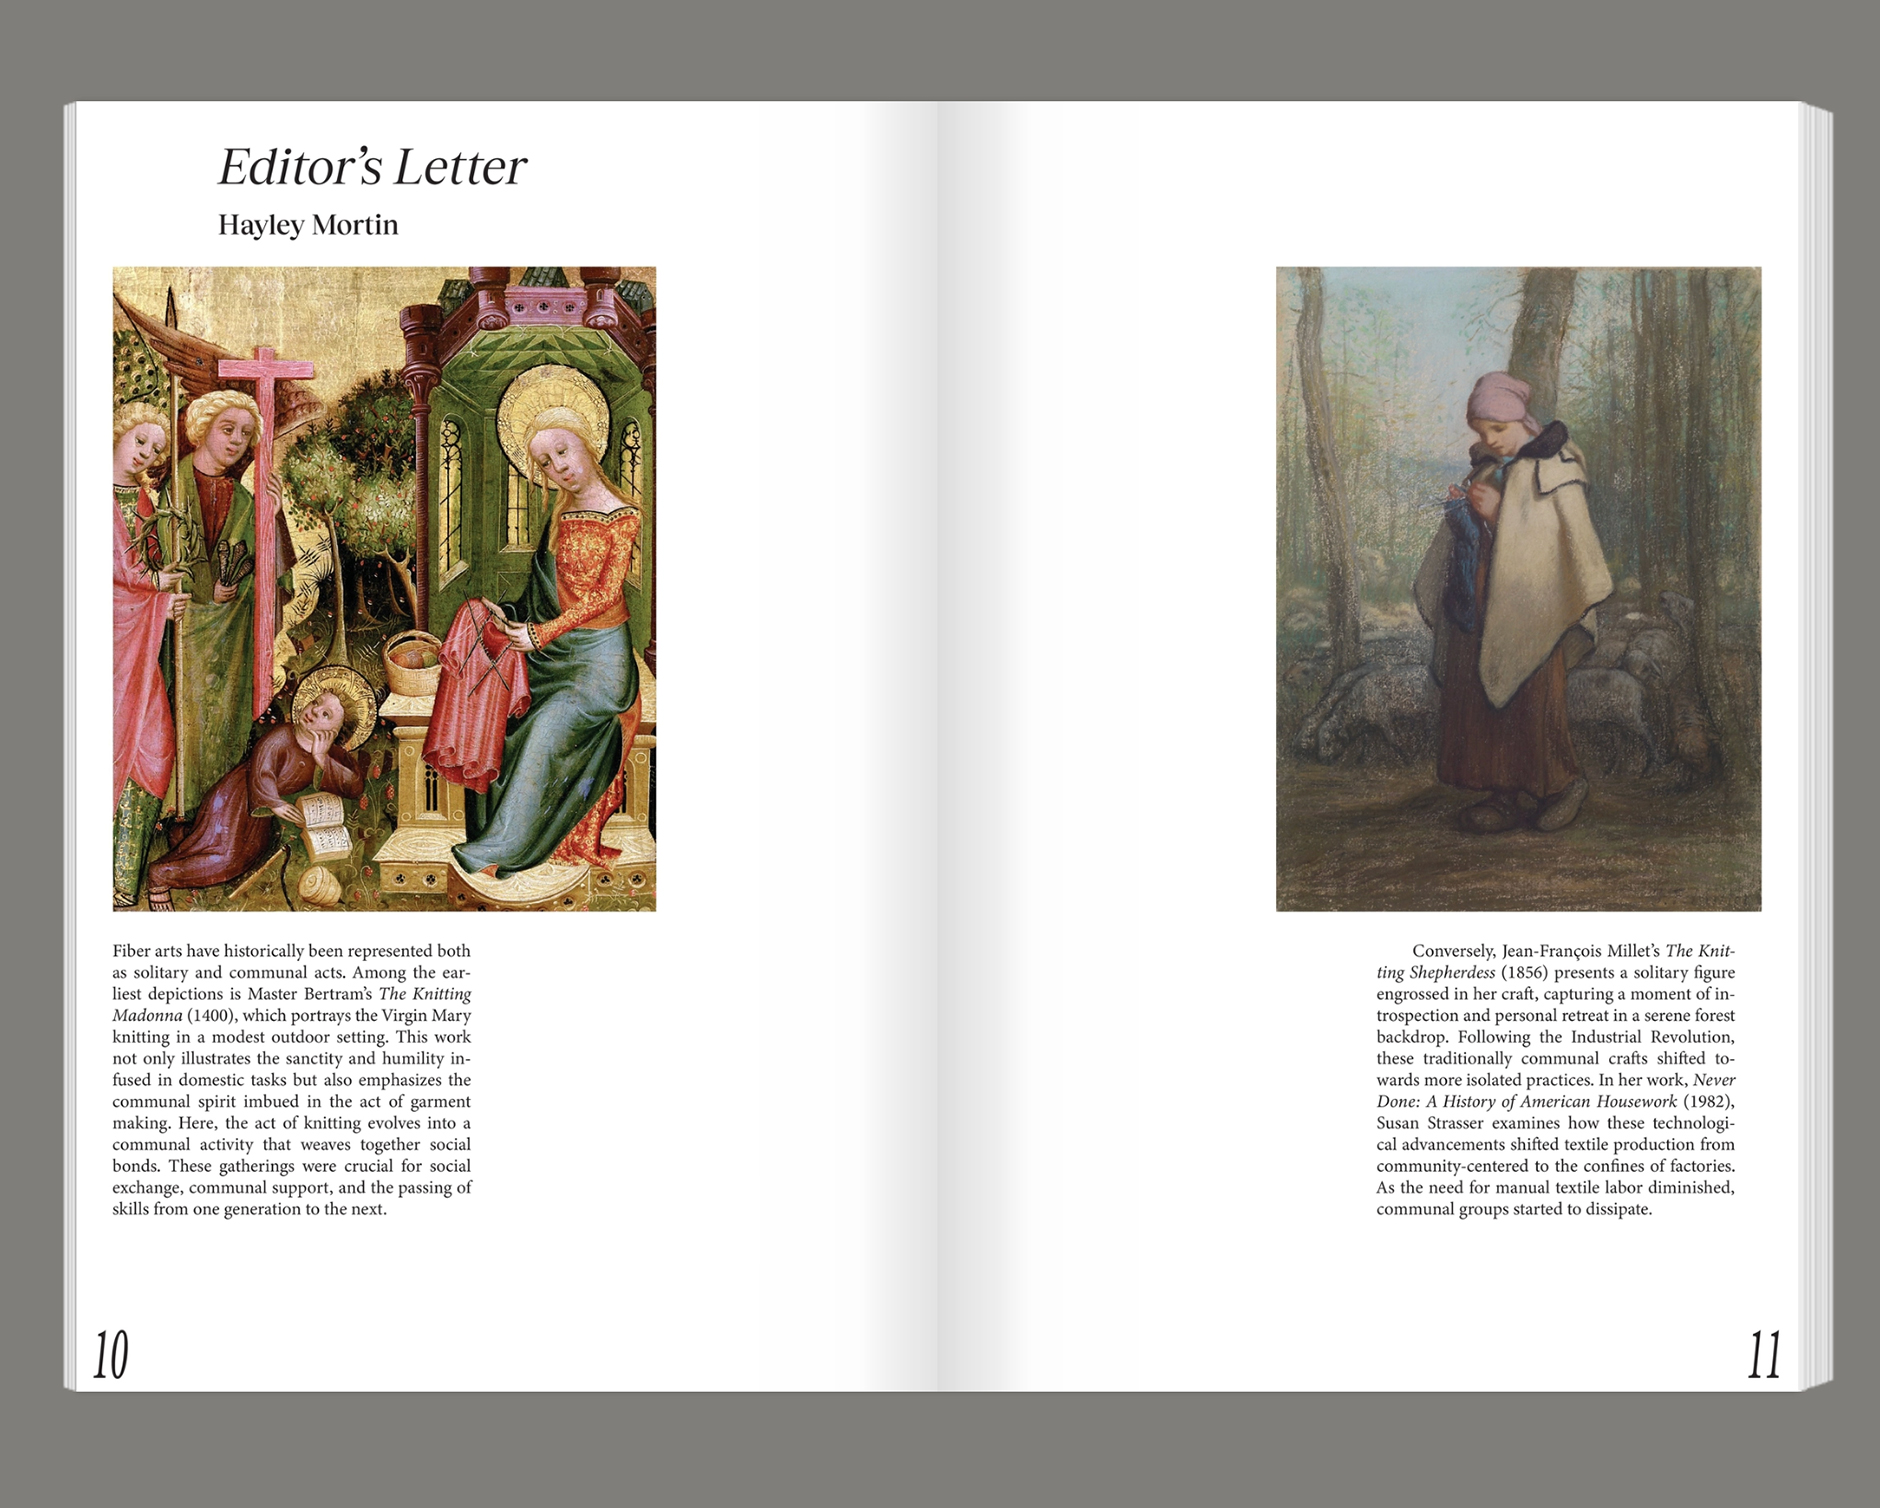 Editor's Letter
Hayley Mortin
Fiber arts have historically been represented both
as solitary and communal acts. Among the ear-
liest depictions is Master Bertram's The Knitting
Madonna (1400), which portrays the Virgin Mary
knitting in a modest outdoor setting. This work
not only illustrates the sanctity and humility in-
fused in domestic tasks but also emphasizes the
communal spirit imbued in the act of garment
making. Here, the act of knitting evolves into a
communal activity that weaves together social
bonds. These gatherings were crucial for social
exchange, communal support, and the passing of
skills from one generation to the next.
10
Conversely, Jean-François Millet's The Knit-
ting Shepherdess (1856) presents a solitary figure
engrossed in her craft, capturing a moment of in-
trospection and personal retreat in a serene forest
backdrop. Following the Industrial Revolution,
these traditionally communal crafts shifted to-
wards more isolated practices. In her work, Never
Done: A History of American Housework (1982),
Susan Strasser examines how these technologi-
cal advancements shifted textile production from
community-centered to the confines of factories.
As the need for manual textile labor diminished,
communal groups started to dissipate.
11